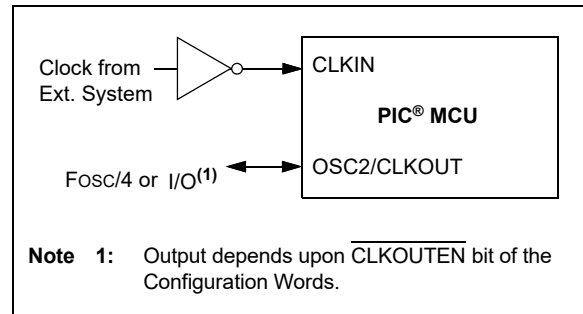 Clock from
Ext. System
CLKIN
PIC® MCU
FOSC/4 or I/O(1)
OSC2/CLKOUT
Note 1: Output depends upon CLKOUTEN bit of the
Configuration Words.